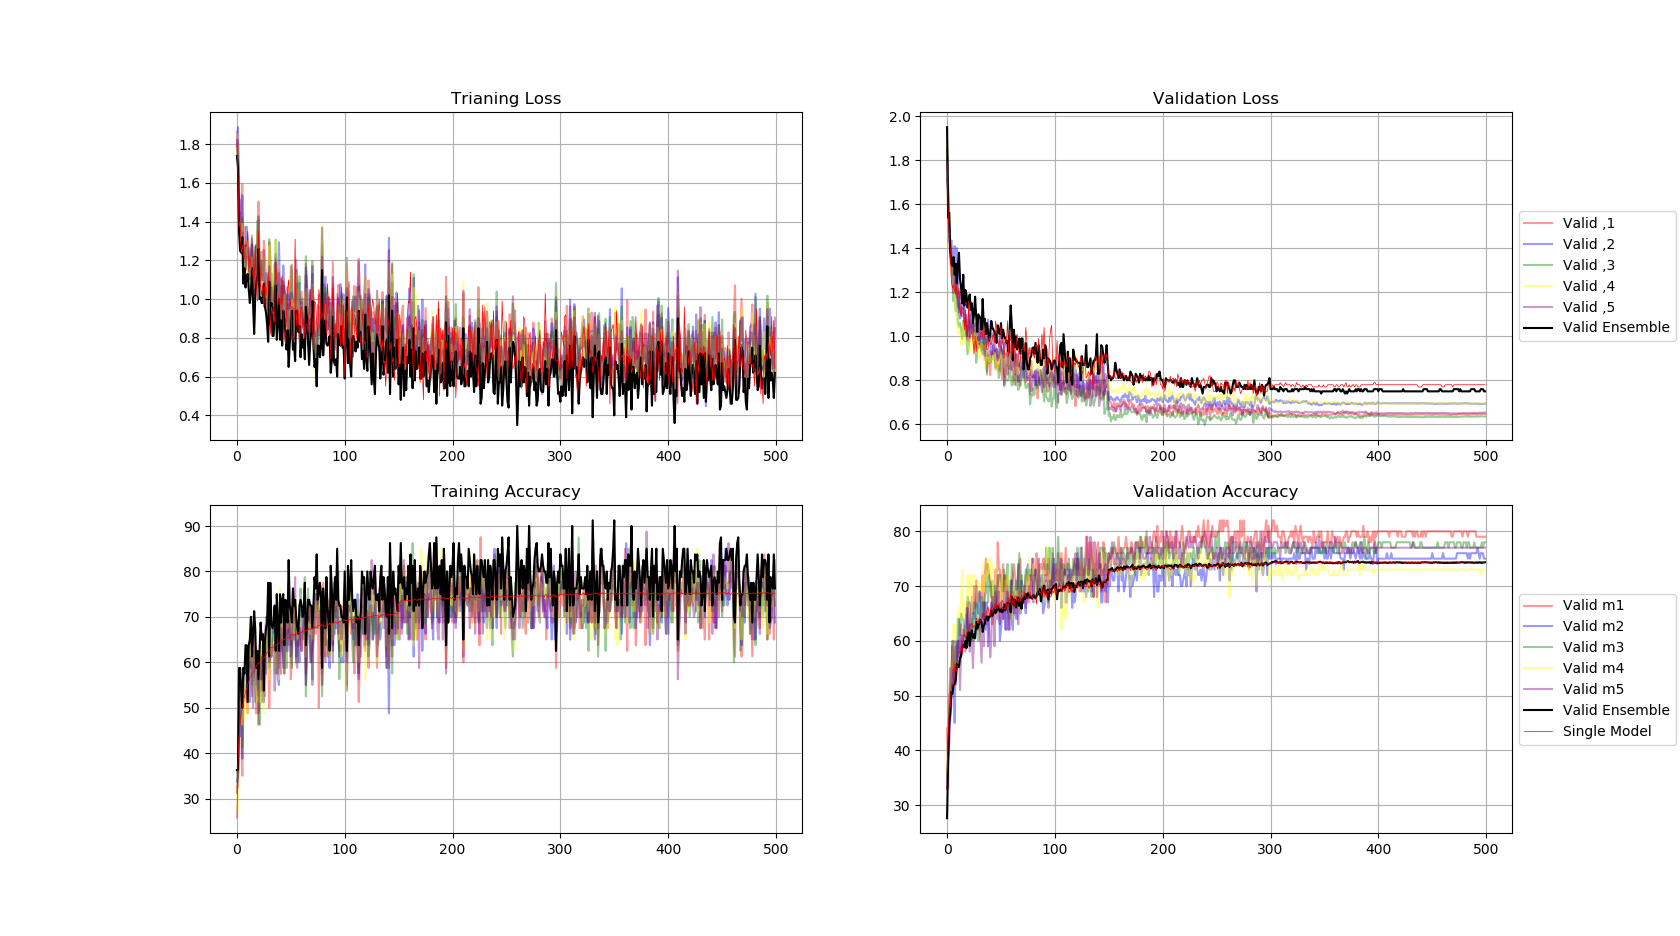 Trianing Loss
1.8
1.6
1.4
1.2
1.0
0.8
0.6
0.4
0 100 200 300 400 500
Validation Loss
2.0
1.8
1.6
1.4
1.2
1.0
0.8
0.6
0 100 200 300 400 500
Valid ,1
Valid ,2
Valid ,3
Valid ,4
Valid ,5
Valid Ensemble
Training Accuracy
90
80
70
60
50
40
30
0 100 200 300 400 500
Validation Accuracy
80
70
60
50
40
30
0 100 200 300 400 500
Valid m1
Valid m2
Valid m3
Valid m4
Valid m5
Valid Ensemble
Single Model